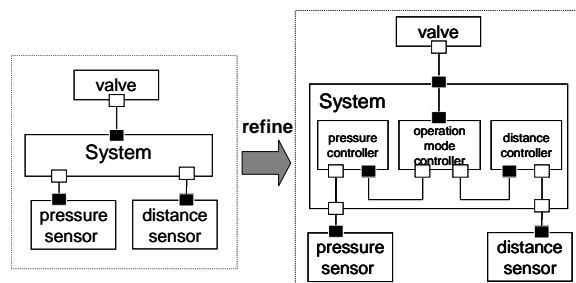 valve
System
pressure
sensor
distance
sensor
refine
valve
System
pressure
controller
operation
mode
controller
distance
controller
pressure
sensor
distance
sensor